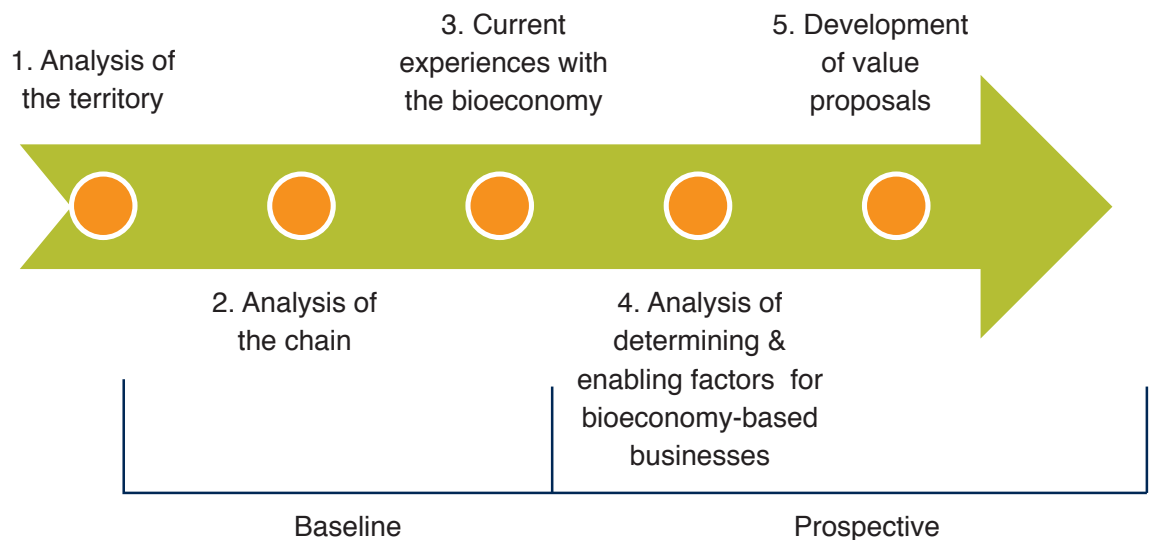 1. Analysis of
the territory
2. Analysis of
the chain
3. Current
experiences with
the bioeconomy
4. Analysis of
determining &
enabling factors for
bioeconomy-based
businesses
5. Development
of value
proposals
Baseline
Prospective